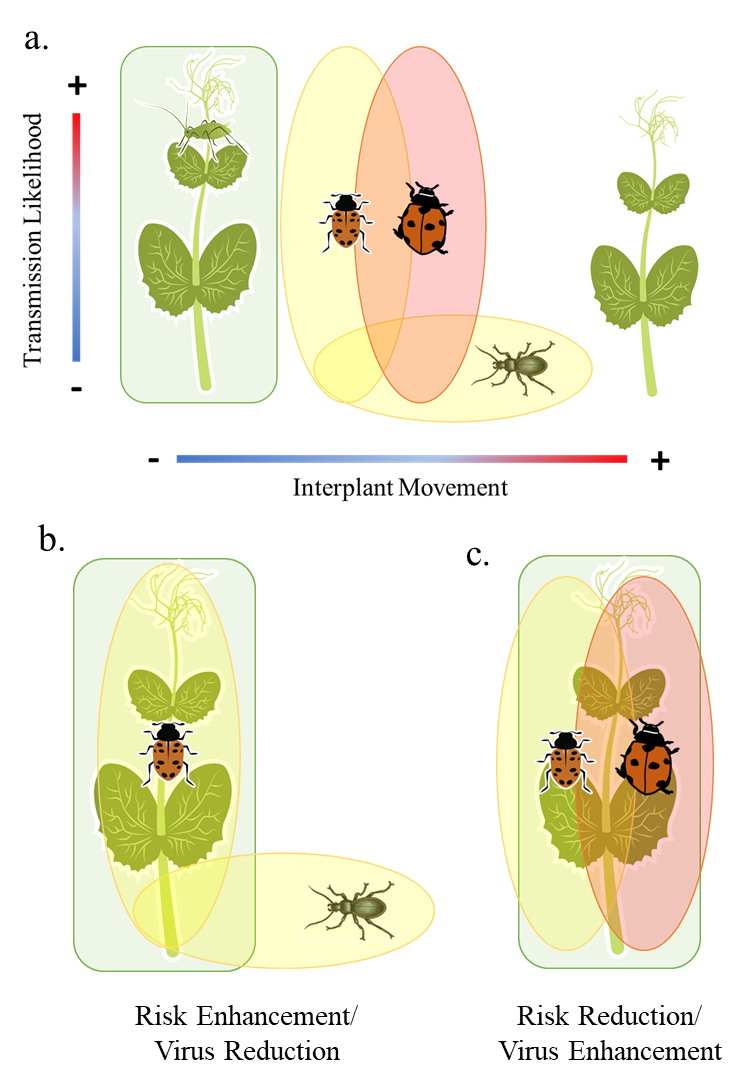 a.
+
Transmission Likelihood
-
- +
Interplant Movement
b.
c.
Risk Enhancement/
Virus Reduction
Risk Reduction/
Virus Enhancement